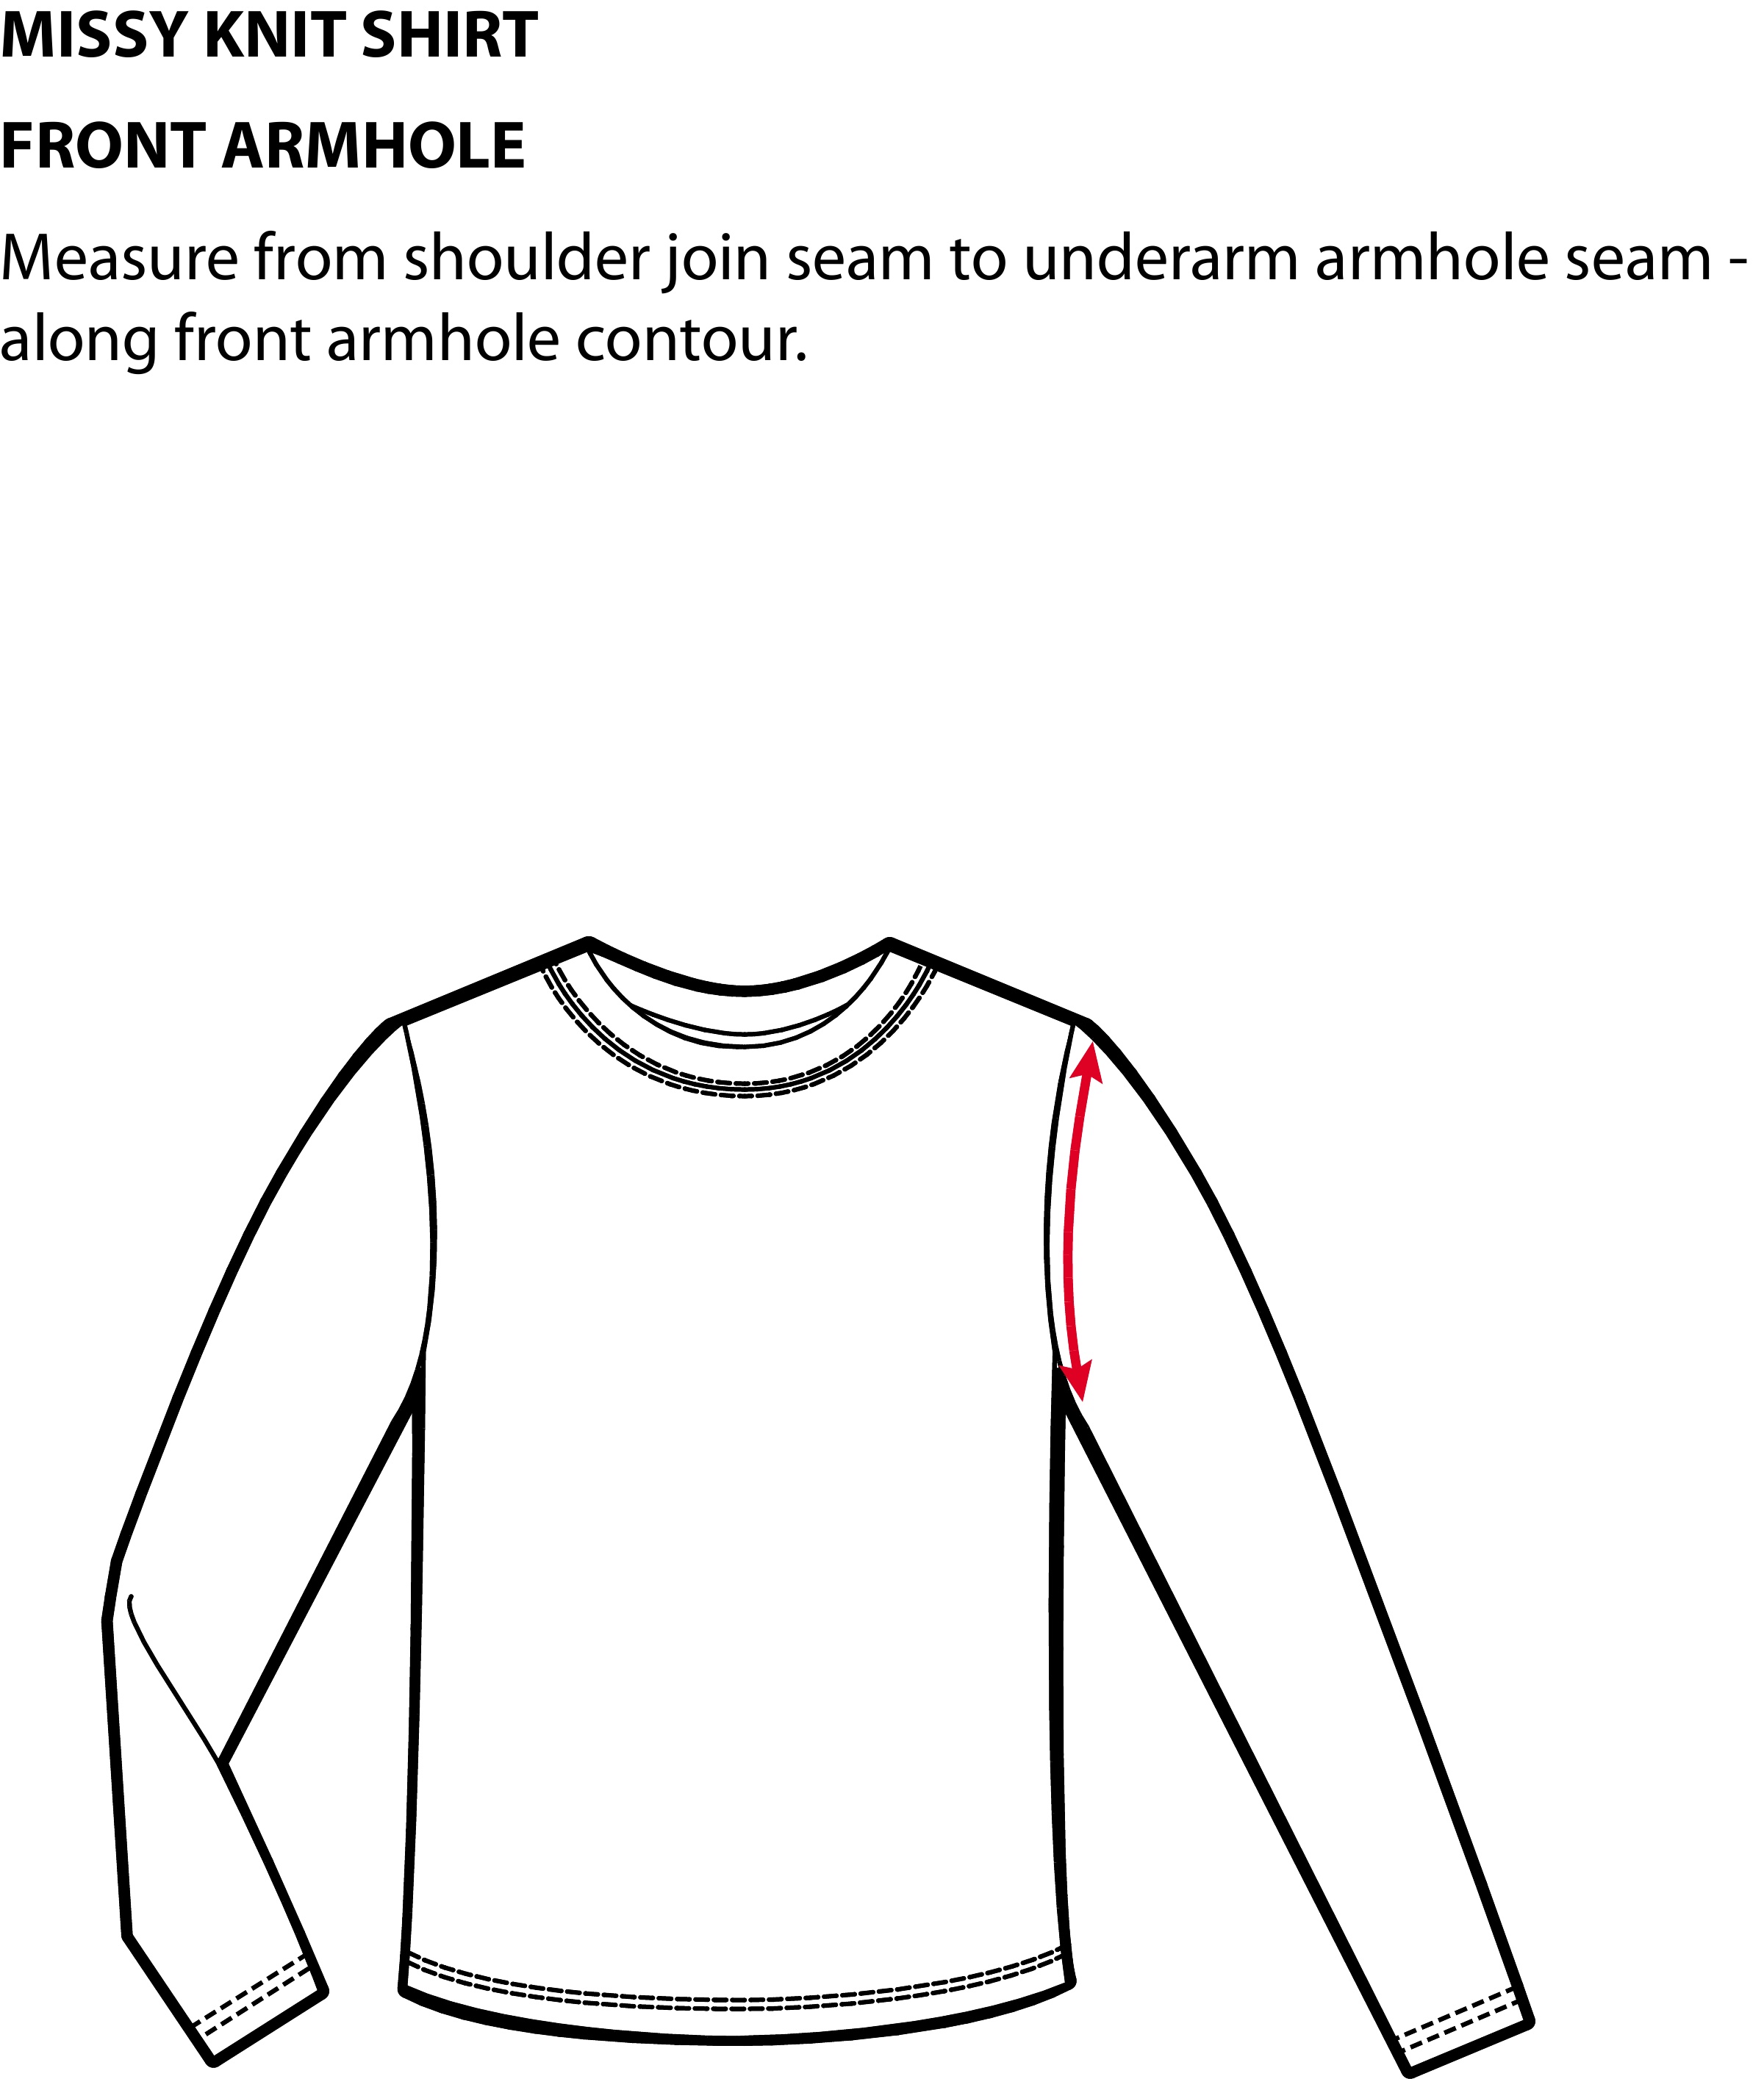 MISSY KNIT SHIRT
FRONT ARMHOLE
Measure from shoulder join seam to underarm armhole seam -
along front armhole contour.